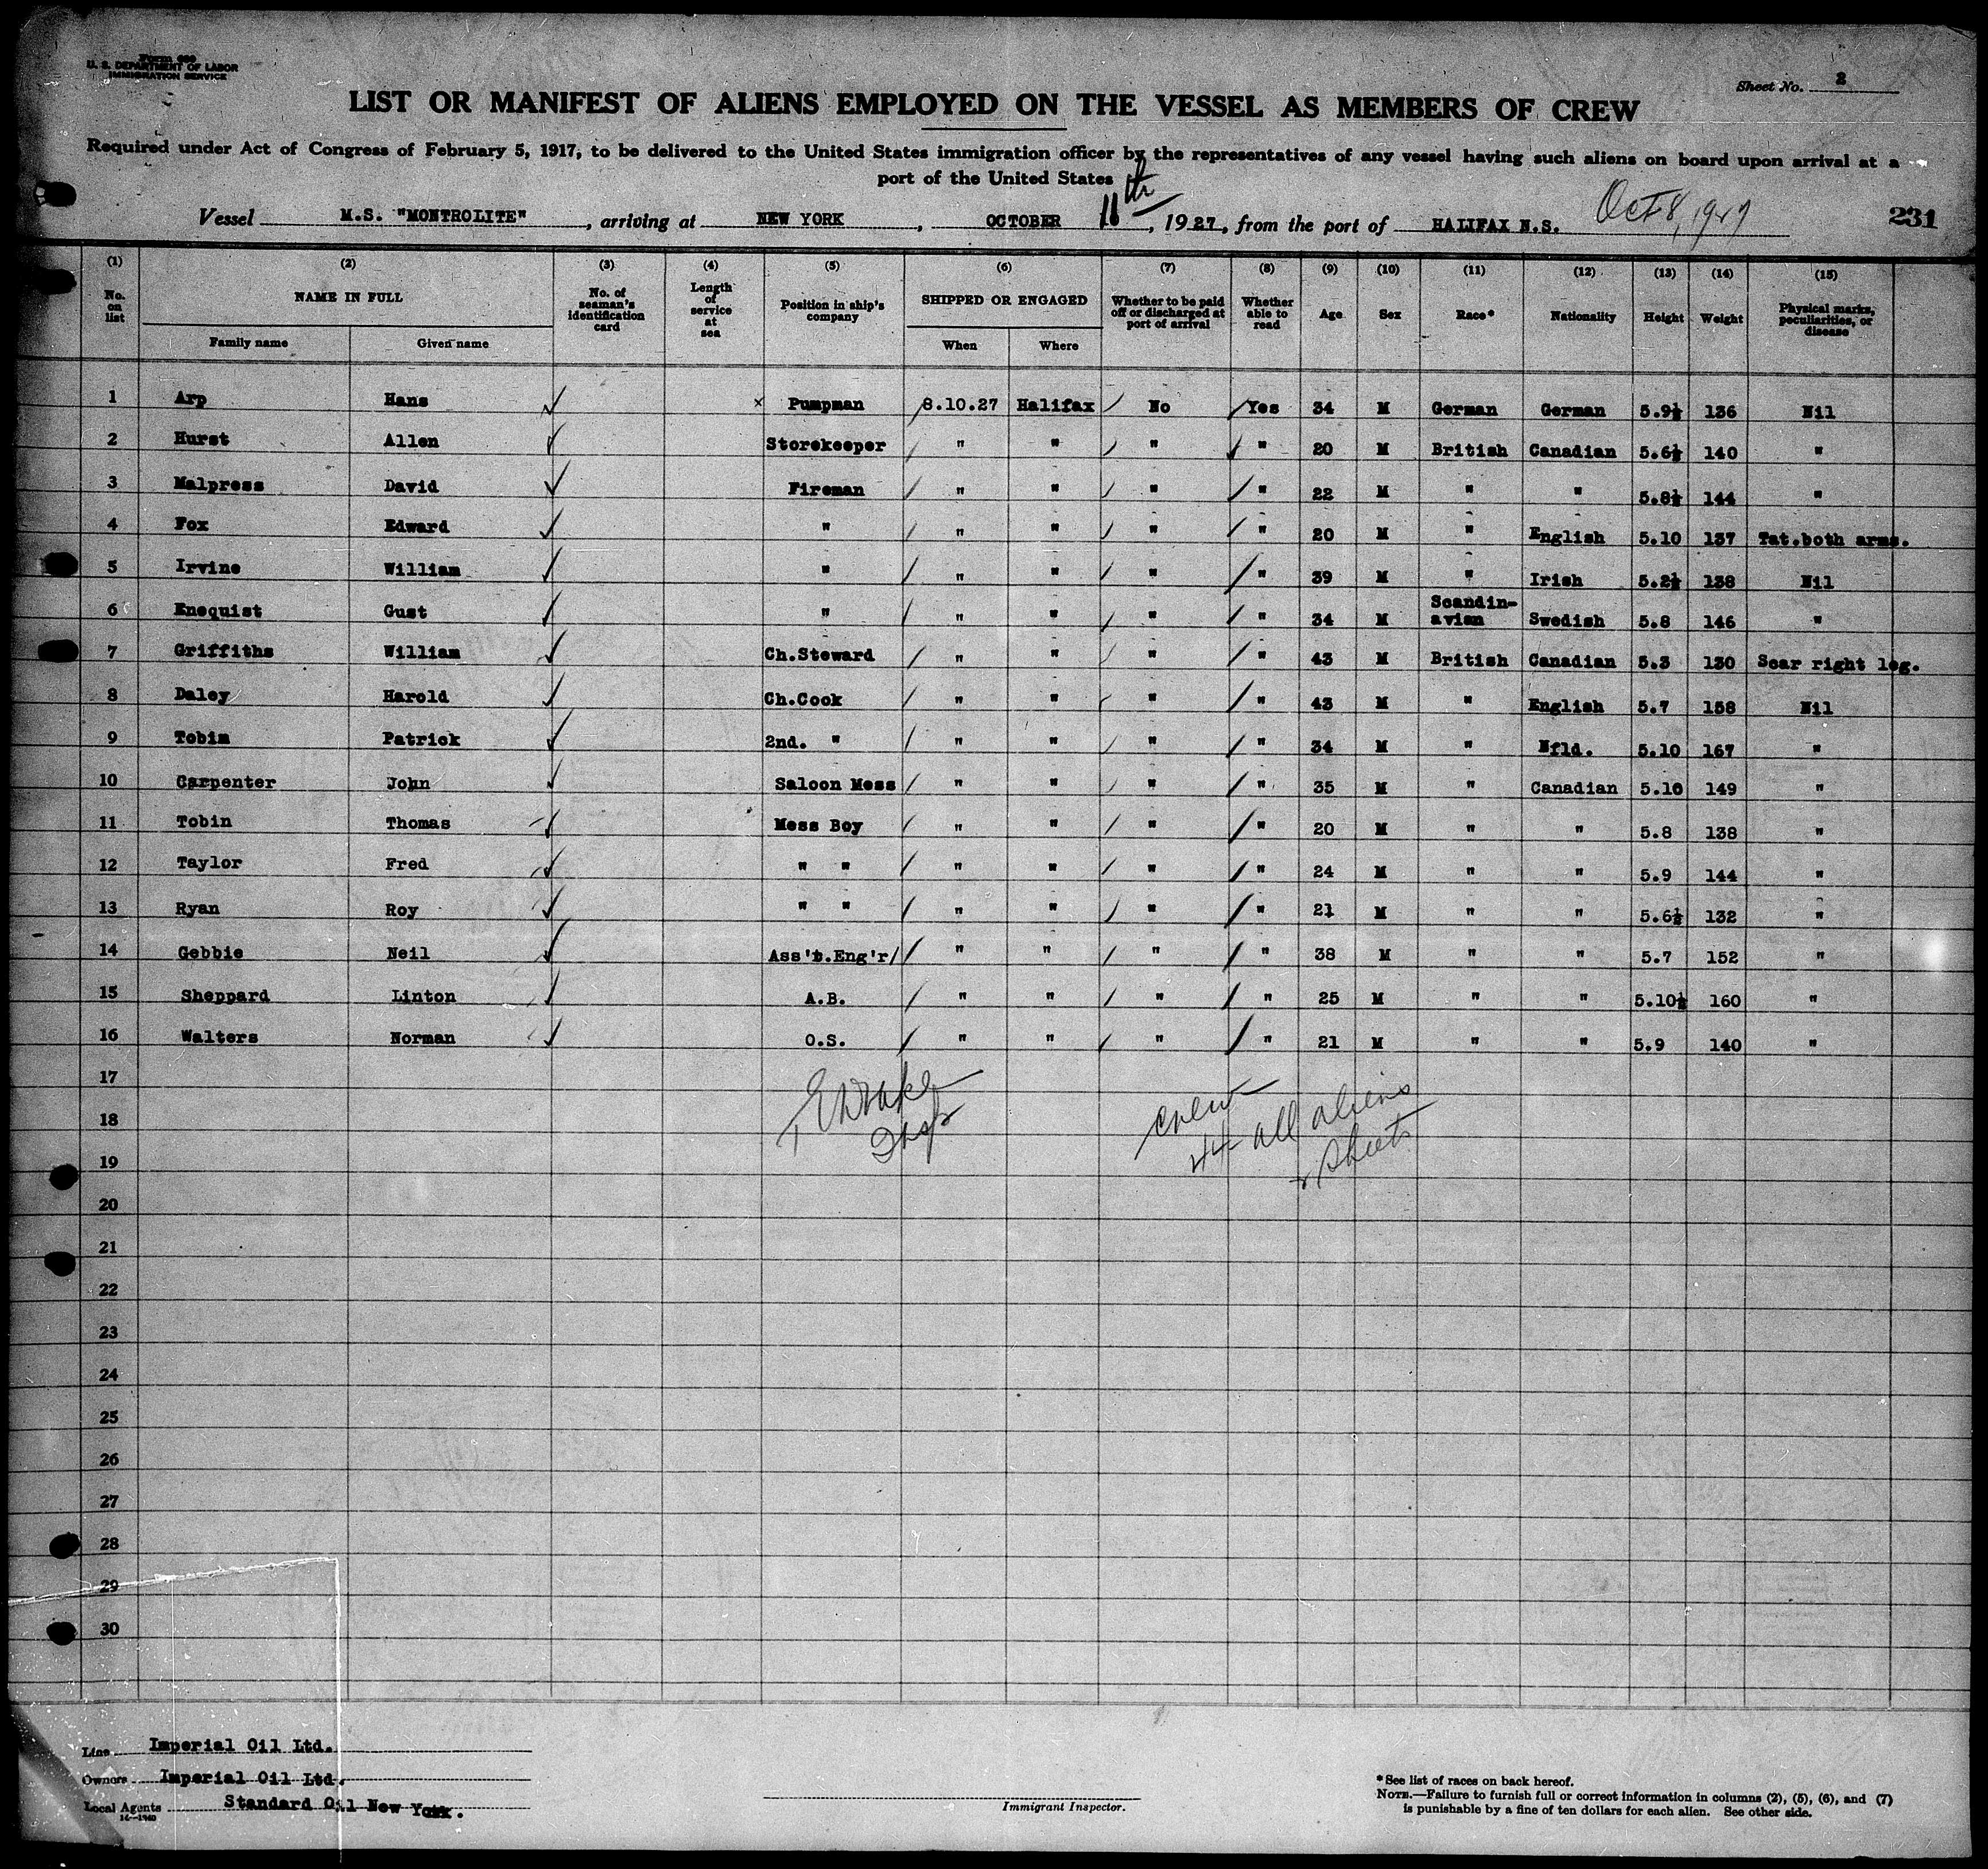 Form 689
U. S. DEPARTMENT OF LABOR
IMMIGRATION SERVICE
Sheet No. 2
LIST OR MANIFEST OF ALIENS EMPLOYED ON THE VESSEL AS MEMBERS OF CREW
Required under Act of Congress of February 5, 1917, to be delivered to the United States immigration officer by the representatives of any vessel having such aliens on board upon arrival at a
port of the United States
Vessel M.S. "MONTROLITE", arriving at NEW YORK, OCTOBER 11th, 1927, from the port of HALIFAX N.S. Oct 8, 1927 231
(1) (2) (3) (4) (5) (6) (7) (8) (9) (10) (11) (12) (13) (14) (15)
No. on list NAME IN FULL No. of seaman's identification card Length of service at sea Position in ship's company SHIPPED OR ENGAGED Whether to be paid off or discharged at port of arrival Whether able to read Age Sex Race* Nationality Height Weight Physical marks, peculiarities, or disease
Family name Given name When Where
1 Arp Hans x Pumpman 8.10.27 Halifax No Yes 34 M German German 5.9½ 136 Nil
2 Hurst Allen Storekeeper " " " " 20 M British Canadian 5.6½ 140 "
3 Malpress David Fireman " " " " 22 M " " 5.8½ 144 "
4 Fox Edward " " " " " 20 M " English 5.10 137 Tat.both arms.
5 Irvine William " " " " " 39 M " Irish 5.2½ 138 Nil
6 Enequist Gust " " " " " 34 M Scandin-avian Swedish 5.8 146 "
7 Griffiths William Ch.Steward " " " " 43 M British Canadian 5.3 130 Scar right leg.
8 Daley Harold Ch.Cook " " " " 43 M " English 5.7 158 Nil
9 Tobin Patrick 2nd. " " " " " 34 M " Nfld. 5.10 167 "
10 Carpenter John Saloon Mess " " " " 35 M " Canadian 5.10 149 "
11 Tobin Thomas Mess Boy " " " " 20 M " " 5.8 138 "
12 Taylor Fred " " " " " " 24 M " " 5.9 144 "
13 Ryan Roy " " " " " " 21 M " " 5.6½ 132 "
14 Gebbie Neil Ass't.Eng'r/ " " " " 38 M " " 5.7 152 "
15 Sheppard Linton A.B. " " " " 25 M " " 5.10½ 160 "
16 Walters Norman O.S. " " " " 21 M " " 5.9 140 "
17
18
19
20
21
22
23
24
25
26
27
28
29
30
E Drake
Insp
crew
44 all aliens
2 sheets
Line Imperial Oil Ltd.
Owners Imperial Oil Ltd.
Local Agents Standard Oil New York.
14—1940
Immigrant Inspector.
*See list of races on back hereof.
NOTE.—Failure to furnish full or correct information in columns (2), (5), (6), and (7)
is punishable by a fine of ten dollars for each alien. See other side.